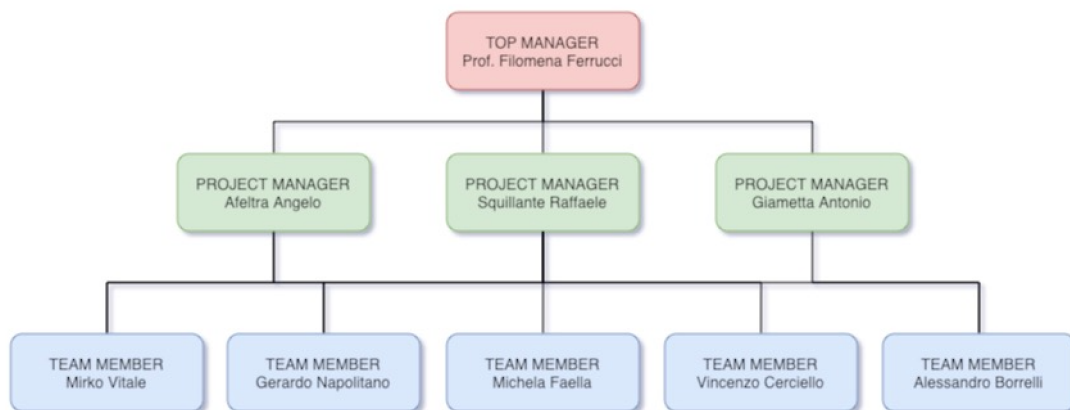 TOP MANAGER
Prof. Filomena Ferrucci
PROJECT MANAGER
Afeltra Angelo
PROJECT MANAGER
Squillante Raffaele
PROJECT MANAGER
Giametta Antonio
TEAM MEMBER
Mirko Vitale
TEAM MEMBER
Gerardo Napolitano
TEAM MEMBER
Michela Faella
TEAM MEMBER
Vincenzo Cerciello
TEAM MEMBER
Alessandro Borrelli